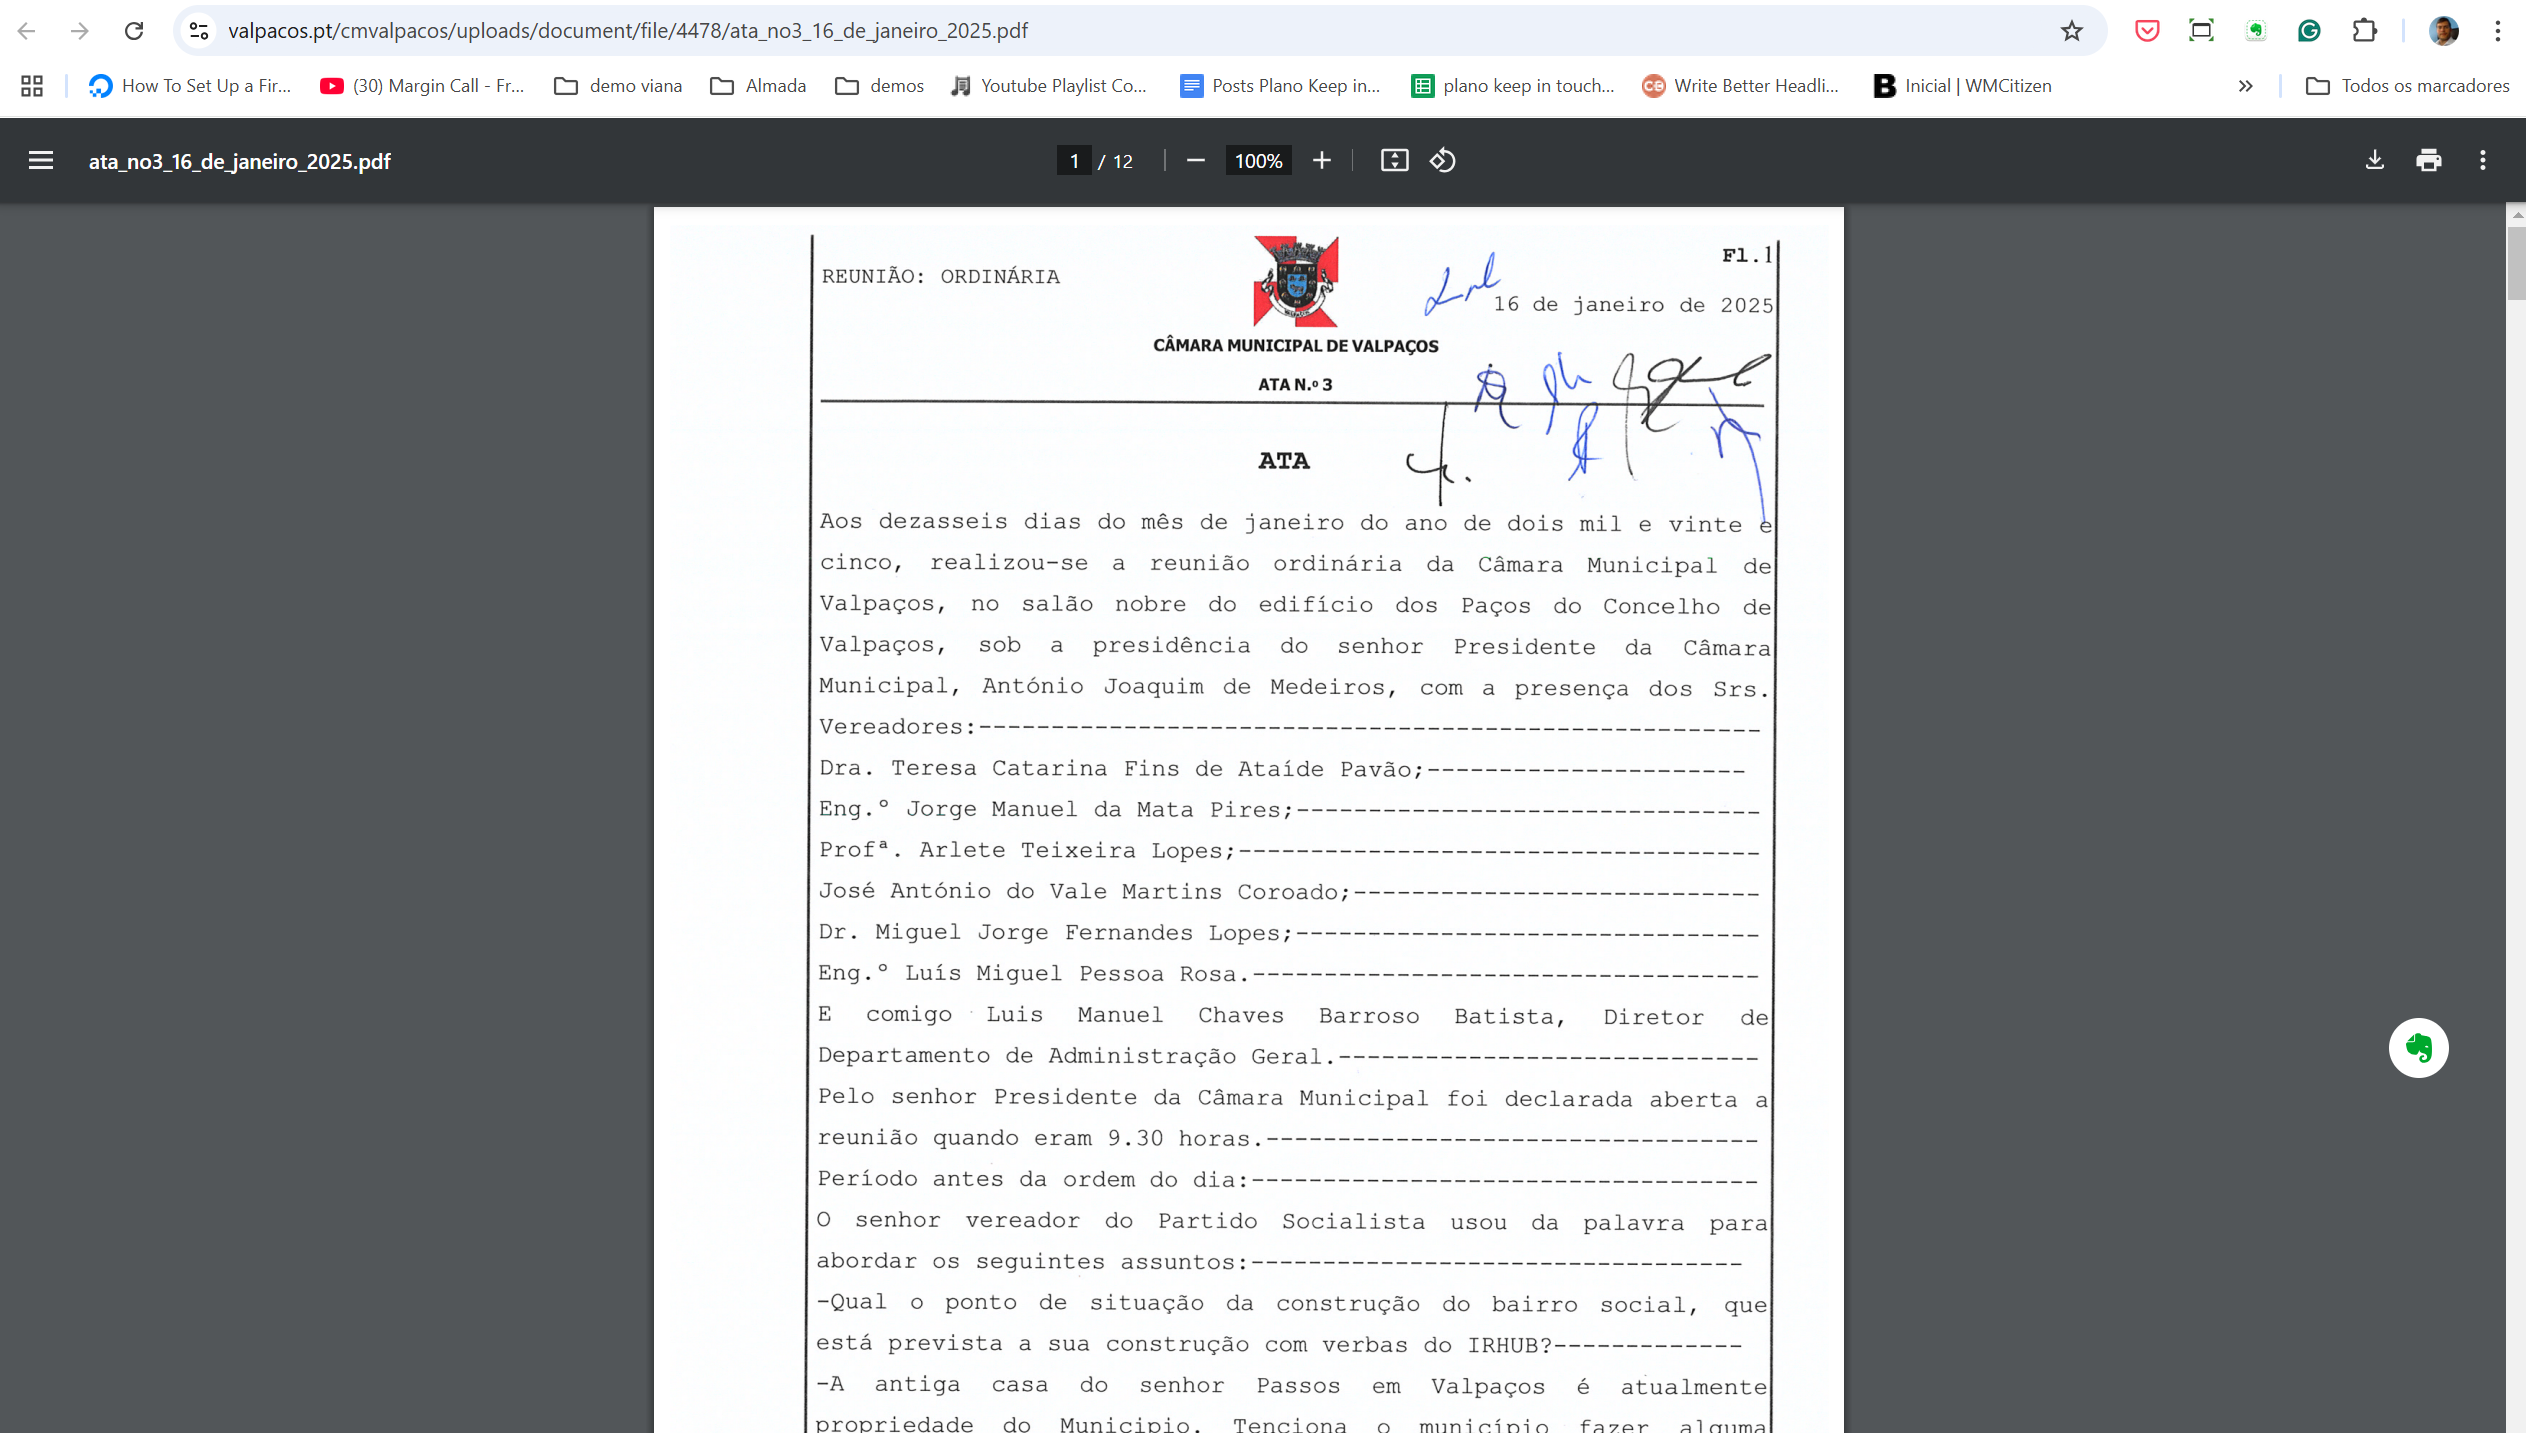 valpacos.pt/cmvalpacos/uploads/document/file/4478/ata_no3_16_de_janeiro_2025.pdf
How To Set Up a Fir...
(30) Margin Call - Fr...
demo viana
Almada
demos
Youtube Playlist Co...
Posts Plano Keep in...
plano keep in touch...
Write Better Headli...
Inicial | WMCitizen
Todos os marcadores
ata_no3_16_de_janeiro_2025.pdf
1 / 12
100%
Fl.1
REUNIÃO: ORDINÁRIA
16 de janeiro de 2025
CÂMARA MUNICIPAL DE VALPAÇOS
ATA N.º 3
ATA
Aos dezasseis dias do mês de janeiro do ano de dois mil e vinte e
cinco, realizou-se a reunião ordinária da Câmara Municipal de
Valpaços, no salão nobre do edifício dos Paços do Concelho de
Valpaços, sob a presidência do senhor Presidente da Câmara
Municipal, António Joaquim de Medeiros, com a presença dos Srs.
Vereadores:------------------------------------------------------
Dra. Teresa Catarina Fins de Ataíde Pavão;----------------------
Eng.º Jorge Manuel da Mata Pires;--------------------------------
Profª. Arlete Teixeira Lopes;------------------------------------
José António do Vale Martins Coroado;----------------------------
Dr. Miguel Jorge Fernandes Lopes;--------------------------------
Eng.º Luís Miguel Pessoa Rosa.-----------------------------------
E comigo Luis Manuel Chaves Barroso Batista, Diretor de
Departamento de Administração Geral.-----------------------------
Pelo senhor Presidente da Câmara Municipal foi declarada aberta a
reunião quando eram 9.30 horas.----------------------------------
Período antes da ordem do dia:-----------------------------------
O senhor vereador do Partido Socialista usou da palavra para
abordar os seguintes assuntos:----------------------------------
-Qual o ponto de situação da construção do bairro social, que
está prevista a sua construção com verbas do IRHUB?-------------
-A antiga casa do senhor Passos em Valpaços é atualmente
propriedade do Municipio. Tenciona o município fazer alguma